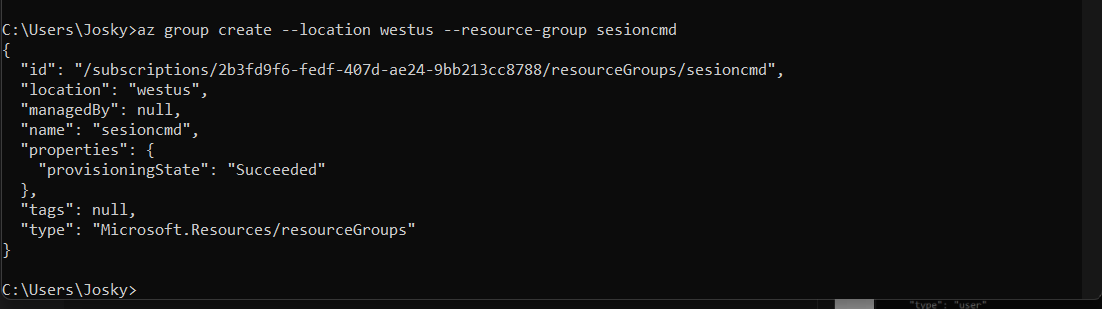 C:\Users\Josky>az group create --location westus --resource-group sesioncmd
{
  "id": "/subscriptions/2b3fd9f6-fedf-407d-ae24-9bb213cc8788/resourceGroups/sesioncmd",
  "location": "westus",
  "managedBy": null,
  "name": "sesioncmd",
  "properties": {
    "provisioningState": "Succeeded"
  },
  "tags": null,
  "type": "Microsoft.Resources/resourceGroups"
}
C:\Users\Josky>
"type": "user"